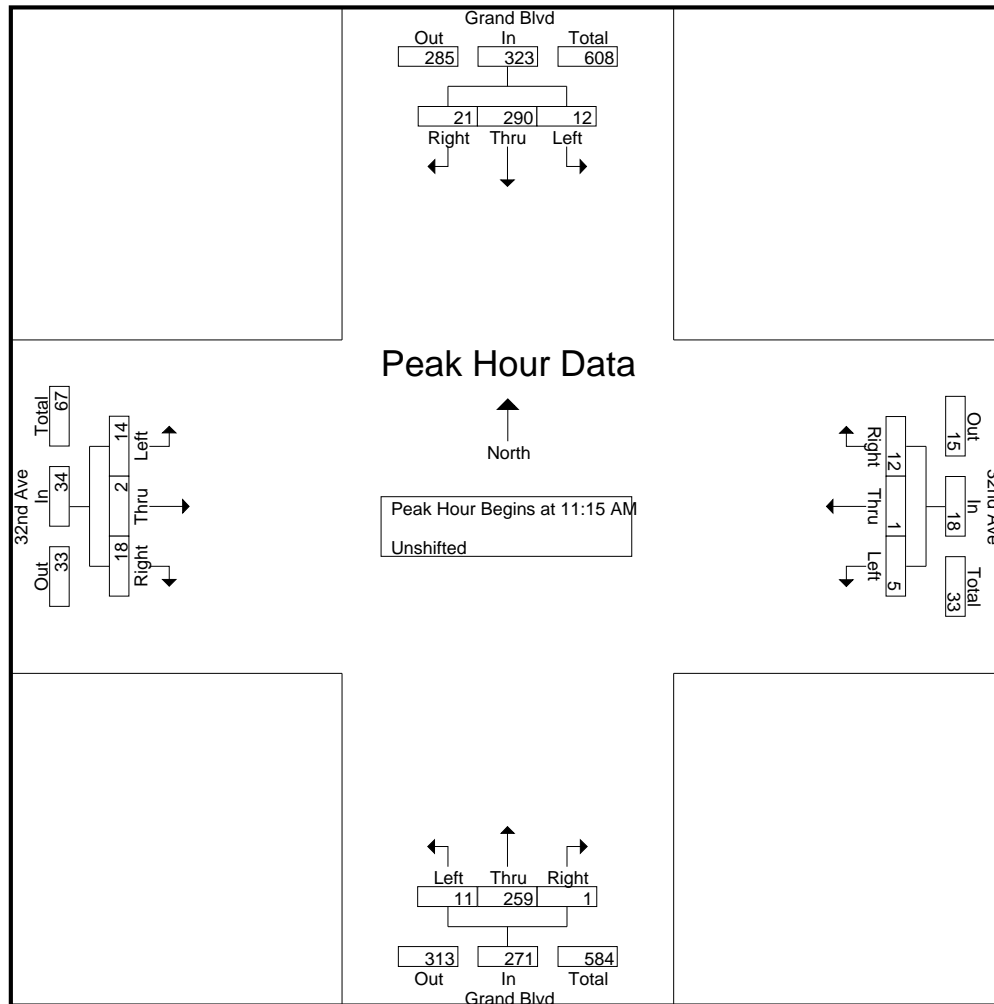 Grand Blvd
Out In Total
285 323 608
21 290 12
Right Thru Left
Peak Hour Data
North
Peak Hour Begins at 11:15 AM
Unshifted
32nd Ave
Total In Out
67 34 33
14 2 18
Left Thru Right
Right Thru Left
12 1 5
Out In Total
15 18 33
32nd Ave
Left Thru Right
11 259 1
313 271 584
Out In Total
Grand Blvd